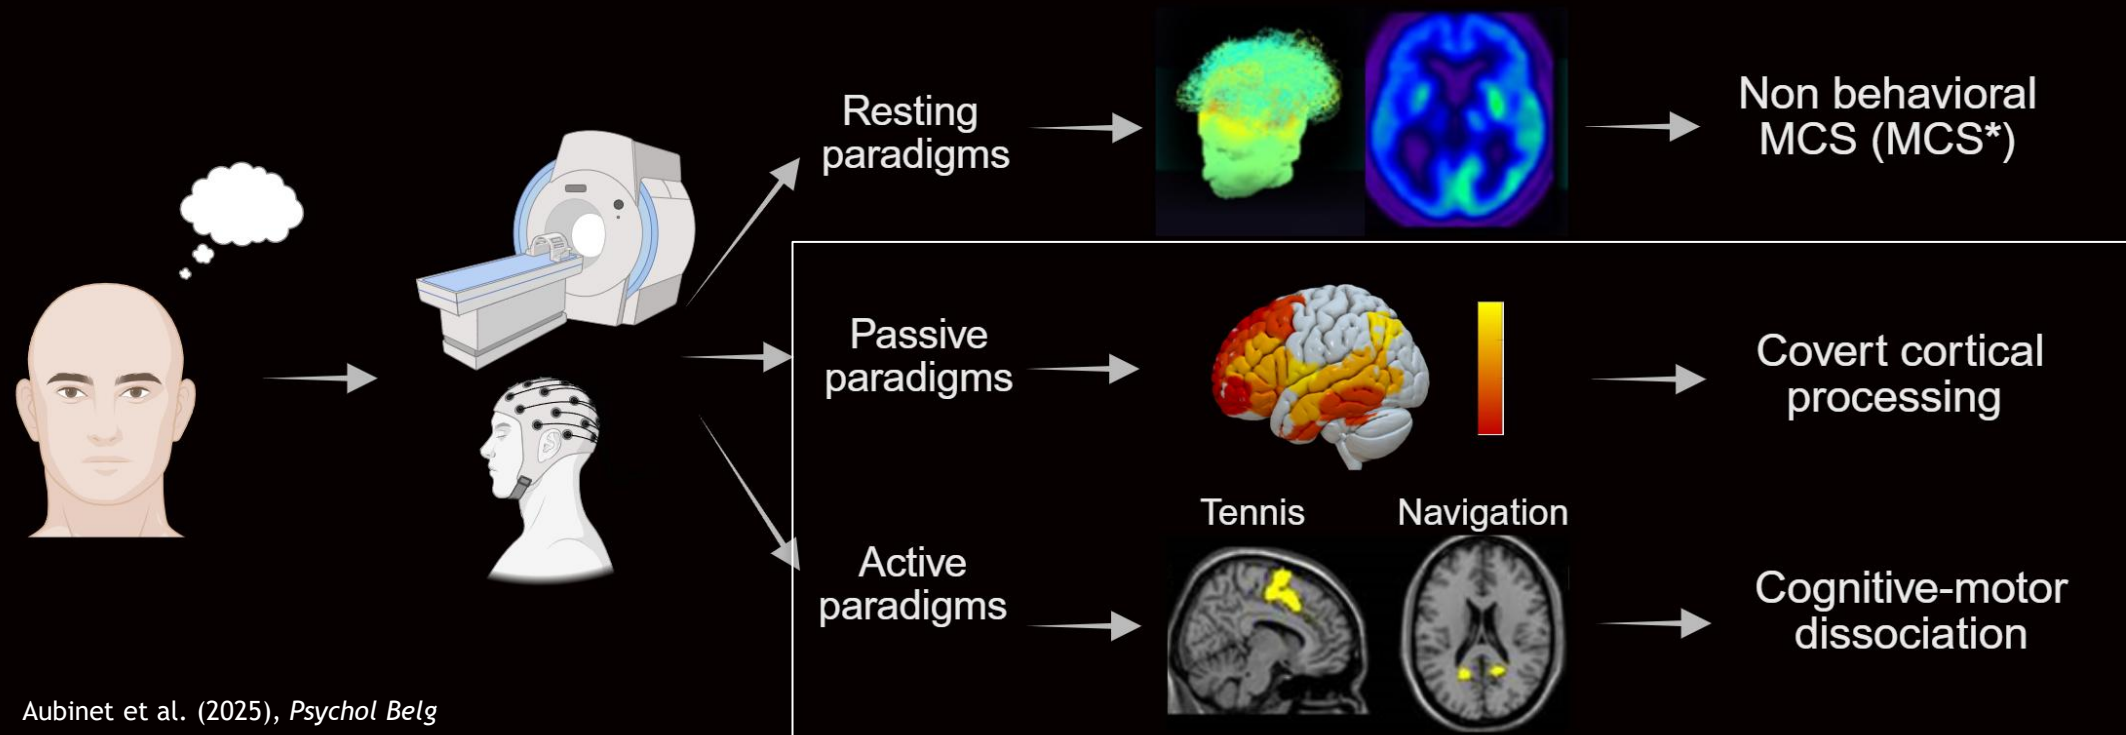 Resting
paradigms
Non behavioral
MCS (MCS*)
Passive
paradigms
Covert cortical
processing
Tennis
Navigation
Active
paradigms
Cognitive-motor
dissociation
Aubinet et al. (2025), Psychol Belg